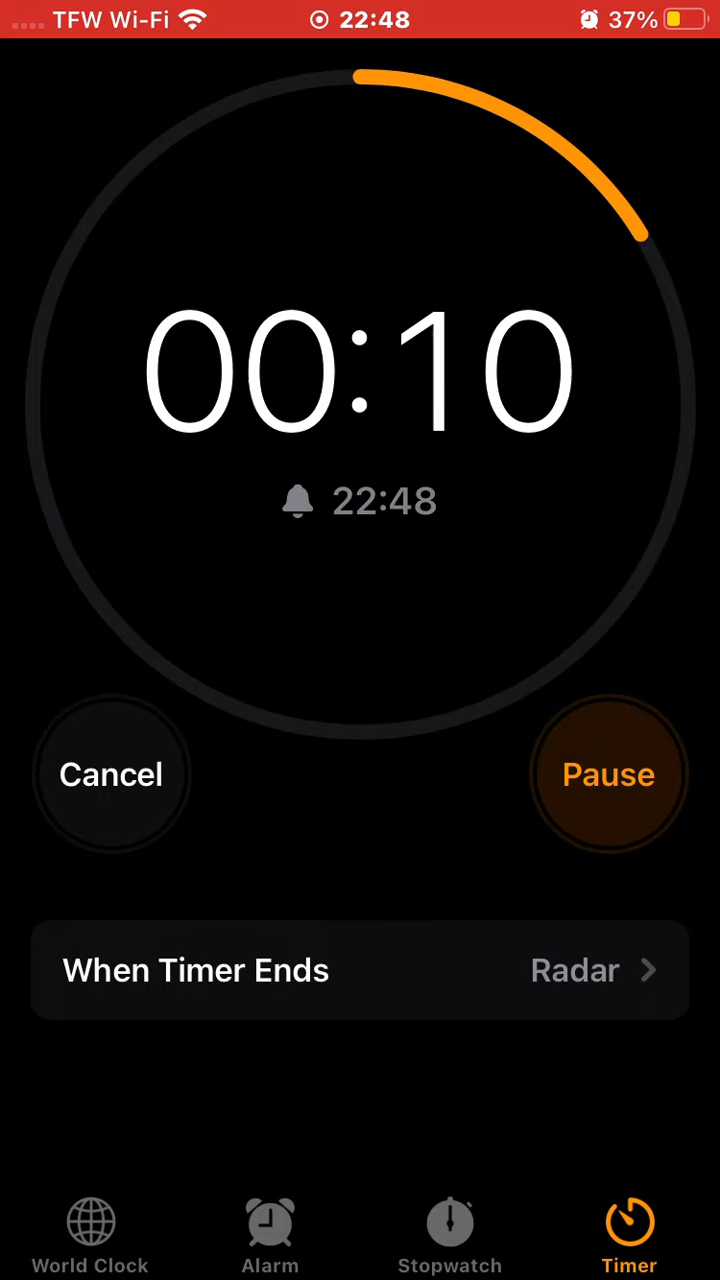 TFW Wi-Fi 22:48 37%
00:10
22:48
Cancel Pause
When Timer Ends Radar
World Clock Alarm Stopwatch Timer